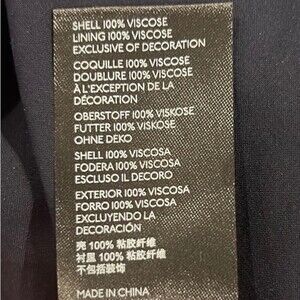 SHELL 100% VISCOSE
LINING 100% VISCOSE
EXCLUSIVE OF DECORATION
COQUILLE 100% VISCOSE
DOUBLURE 100% VISCOSE
À L'EXCEPTION DE LA
DÉCORATION
OBERSTOFF 100% VISKOSE
FUTTER 100% VISKOSE
OHNE DEKO
SHELL 100% VISCOSA
FODERA 100% VISCOSA
ESCLUSO IL DECORO
EXTERIOR 100% VISCOSA
FORRO 100% VISCOSA
EXCLUYENDO LA
DECORACIÓN
壳 100% 粘胶纤维
衬里 100% 粘胶纤维
不包括装饰
MADE IN CHINA